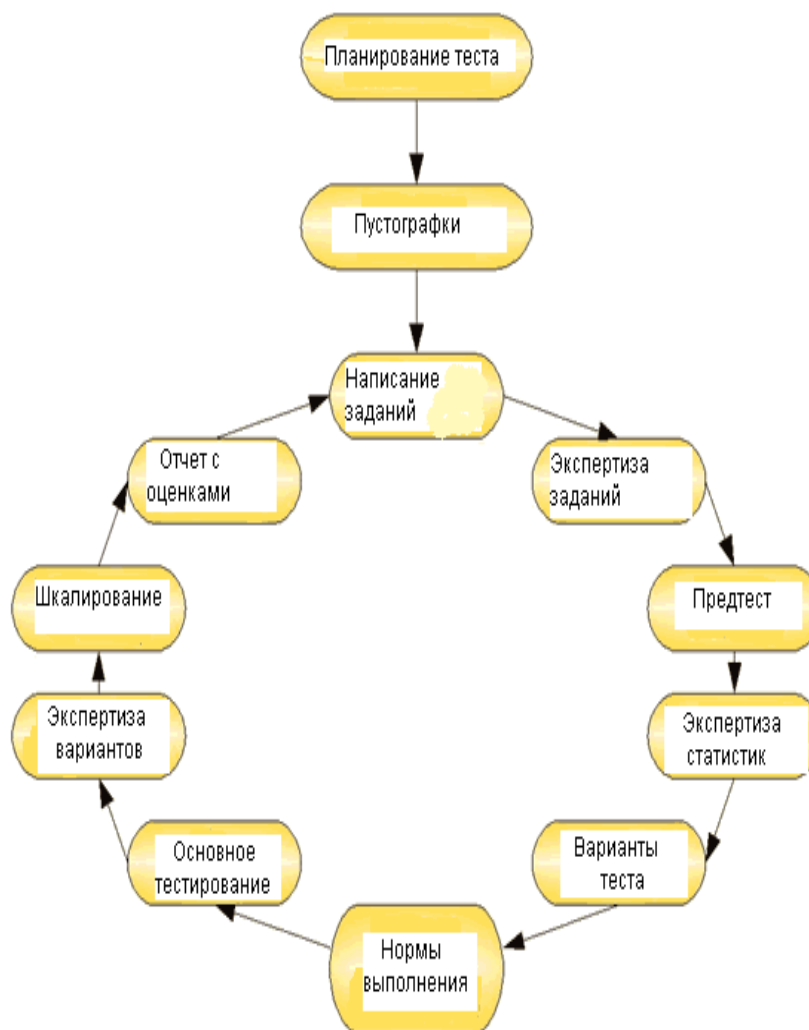 Планирование теста
Пустографки
Написание
заданий
Экспертиза
заданий
Предтест
Экспертиза
статистик
Варианты
теста
Нормы
выполнения
Основное
тестирование
Экспертиза
вариантов
Шкалирование
Отчет с
оценками